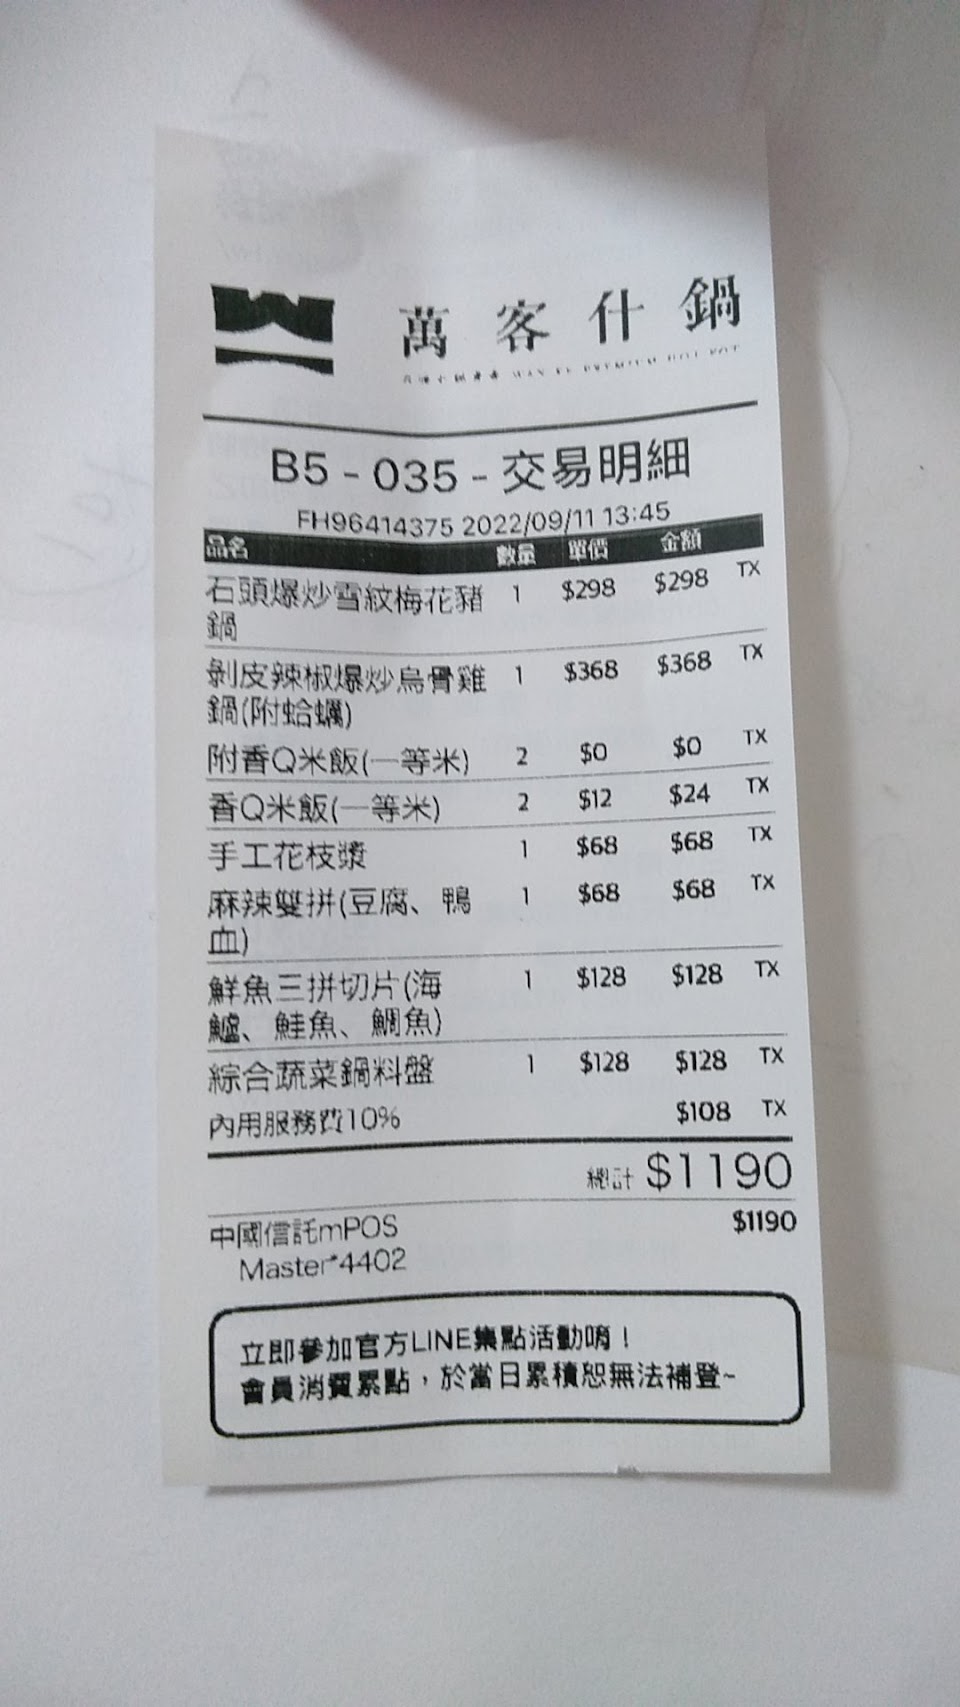 萬客什鍋
B5 - 035 - 交易明細
FH96414375 2022/09/11 13:45
品名 數量 單價 金額
石頭爆炒雪紋梅花豬 1 $298 $298 TX
鍋
剝皮辣椒爆炒烏骨雞 1 $368 $368 TX
鍋(附蛤蠣)
附香Q米飯(一等米) 2 $0 $0 TX
香Q米飯(一等米) 2 $12 $24 TX
手工花枝漿 1 $68 $68 TX
麻辣雙拼(豆腐、鴨 1 $68 $68 TX
血)
鮮魚三拼切片(海 1 $128 $128 TX
鱸、鮭魚、鯛魚)
綜合蔬菜鍋料盤 1 $128 $128 TX
內用服務費10% $108 TX
總計 $1190
中國信託mPOS $1190
Master*4402
立即參加官方LINE集點活動唷！
會員消費累點，於當日累積恕無法補登~